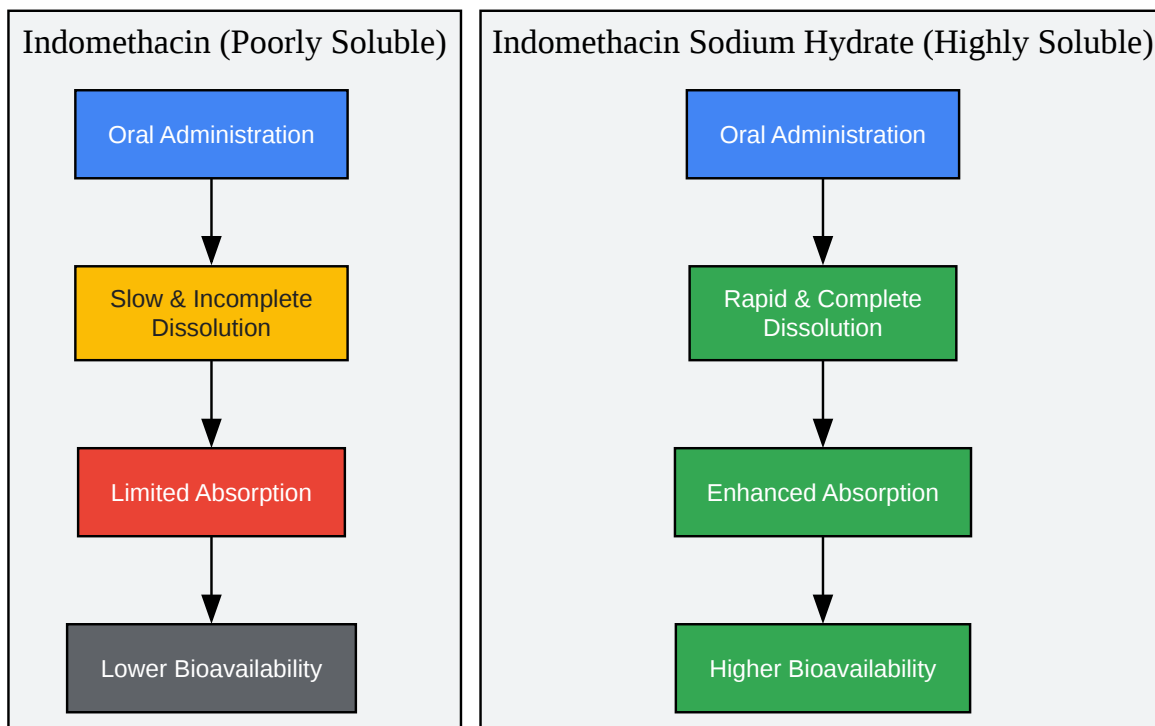 Indomethacin (Poorly Soluble)
Oral Administration
Slow & Incomplete
Dissolution
Limited Absorption
Lower Bioavailability
Indomethacin Sodium Hydrate (Highly Soluble)
Oral Administration
Rapid & Complete
Dissolution
Enhanced Absorption
Higher Bioavailability